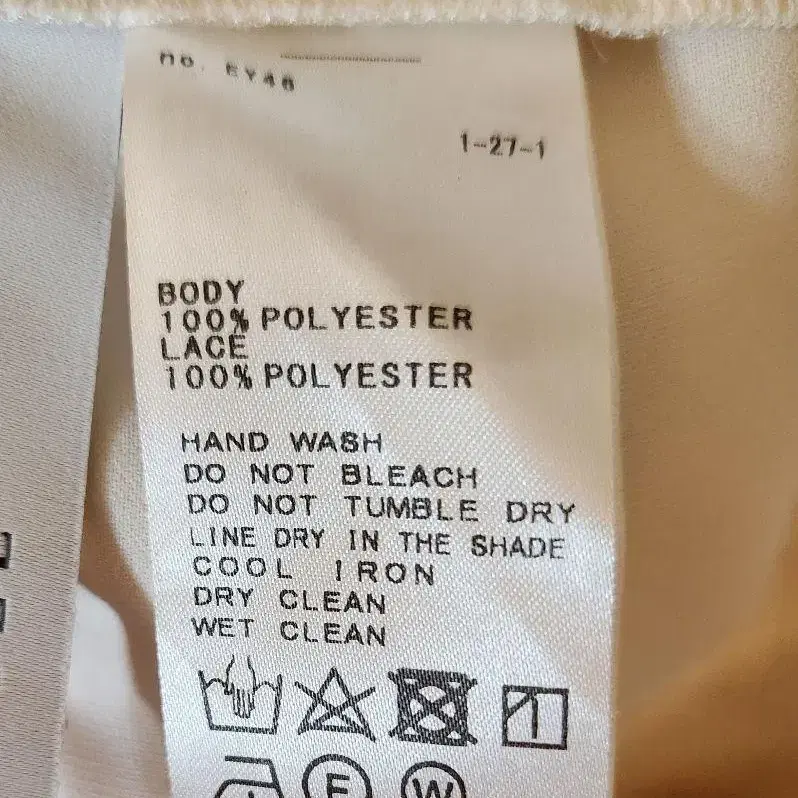 no. EY48
1-27-1
BODY
100% POLYESTER
LACE
100% POLYESTER
HAND WASH
DO NOT BLEACH
DO NOT TUMBLE DRY
LINE DRY IN THE SHADE
COOL IRON
DRY CLEAN
WET CLEAN
F W